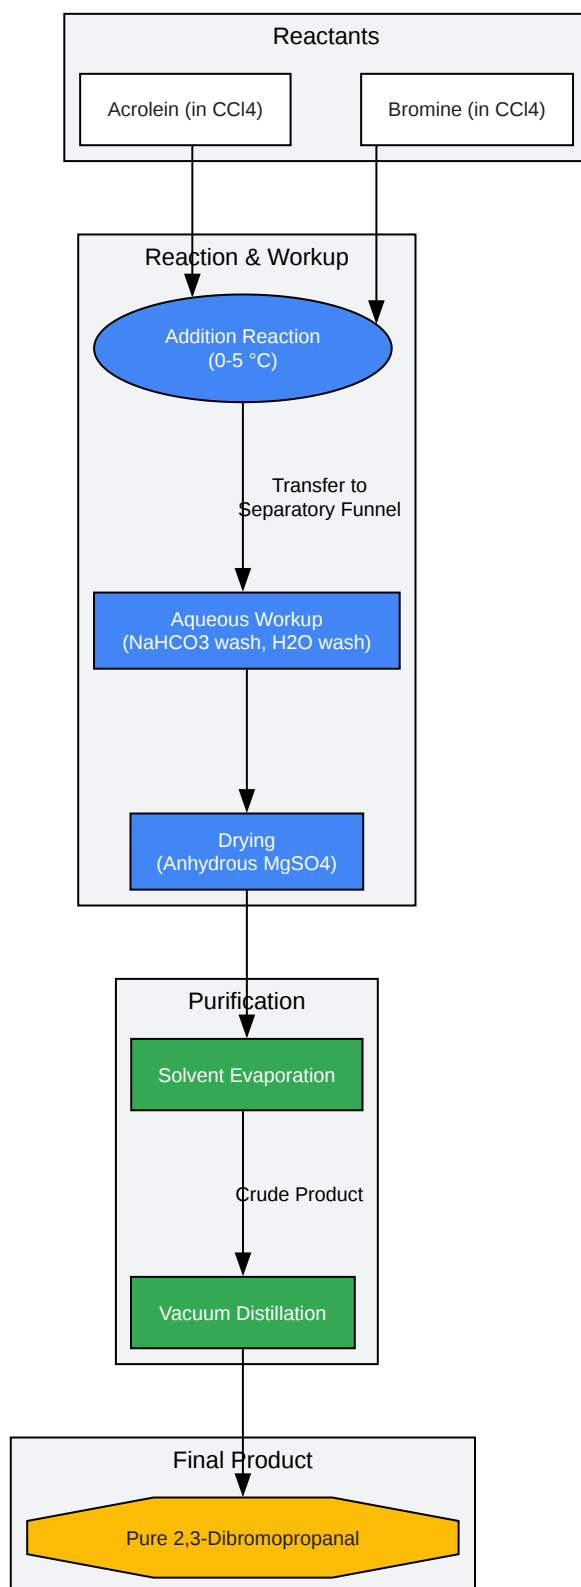 Reactants
Acrolein (in CCl4)
Bromine (in CCl4)
Reaction & Workup
Addition Reaction
(0-5 °C)
Transfer to
Separatory Funnel
Aqueous Workup
(NaHCO3 wash, H2O wash)
Drying
(Anhydrous MgSO4)
Purification
Solvent Evaporation
Crude Product
Vacuum Distillation
Final Product
Pure 2,3-Dibromopropanal